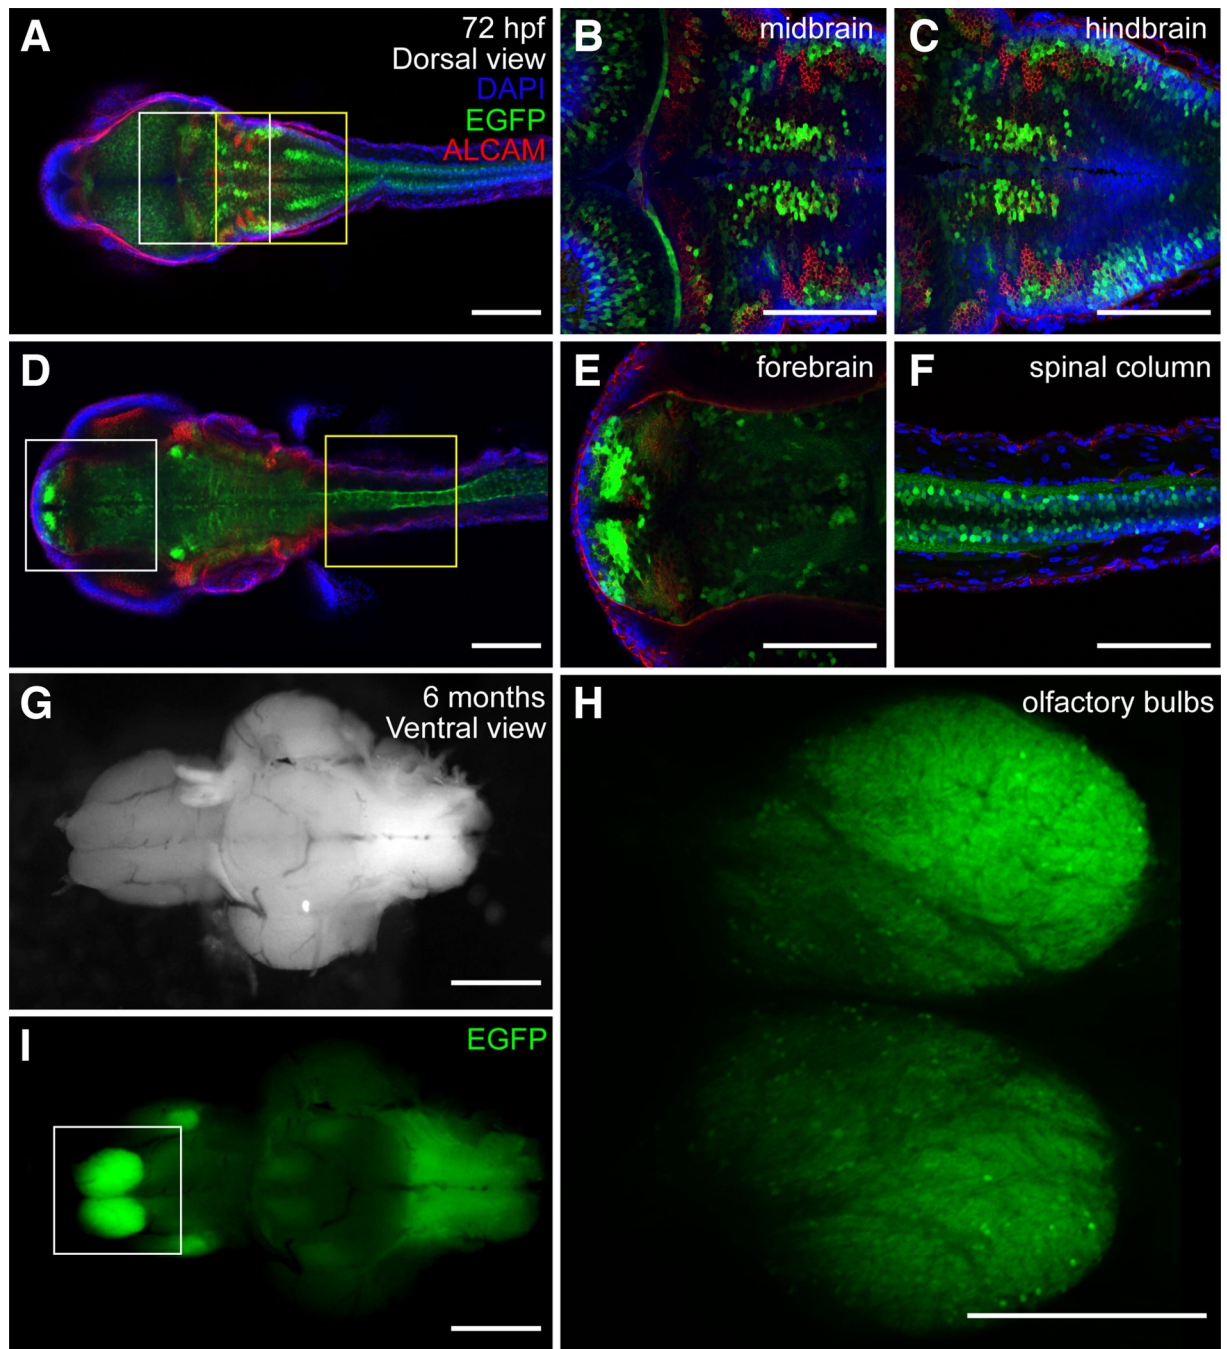 A
72 hpf
Dorsal view
DAPI
EGFP
ALCAM
B
midbrain
C
hindbrain
D
E
forebrain
F
spinal column
G
6 months
Ventral view
H
olfactory bulbs
I
EGFP